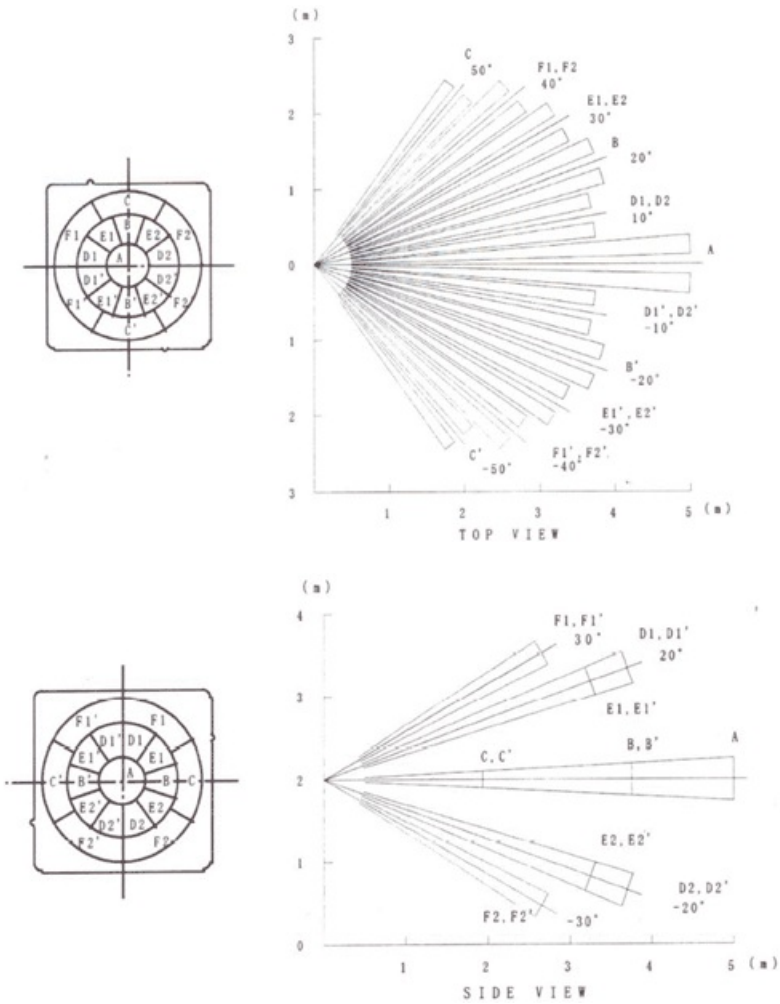 (m)
3
C
50°
F1,F2
40°
E1,E2
30°
2
B
20°
C
F1
B
F2
E1
E2
D1,D2
10°
1
D1
A
D2
A
0
D1'
D2'
F1'
E1'
B'
E2'
F2'
C'
D1',D2'
-10°
1
B'
-20°
E1',E2'
-30°
2
F1',F2'
-40°
C'
-50°
3
1
2
3
4
5
(m)
TOP VIEW
(m)
4
F1,F1'
30°
D1,D1'
20°
3
E1,E1'
F1'
F1
D1'
D1
E1'
E1
A
C'
B'
B
C
E2'
E2
D2'
D2
F2'
F2
C,C'
B,B'
A
2
1
E2,E2'
D2,D2'
-20°
F2,F2'
-30°
0
1
2
3
4
5
(m)
SIDE VIEW